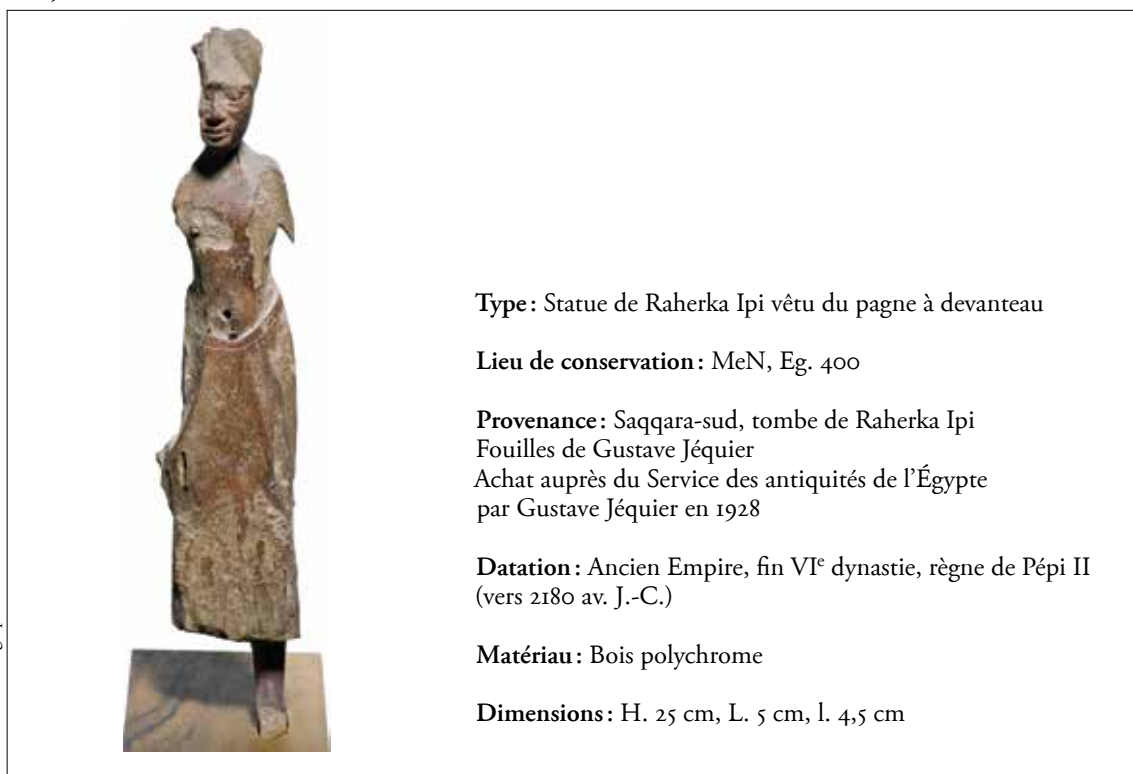 Type : Statue de Raherka Ipi vêtu du pagne à devanteau
Lieu de conservation : MeN, Eg. 400
Provenance : Saqqara-sud, tombe de Raherka Ipi
Fouilles de Gustave Jéquier
Achat auprès du Service des antiquités de l’Égypte
par Gustave Jéquier en 1928
Datation : Ancien Empire, fin VIe dynastie, règne de Pépi II
(vers 2180 av. J.-C.)
Matériau : Bois polychrome
Dimensions : H. 25 cm, L. 5 cm, l. 4,5 cm